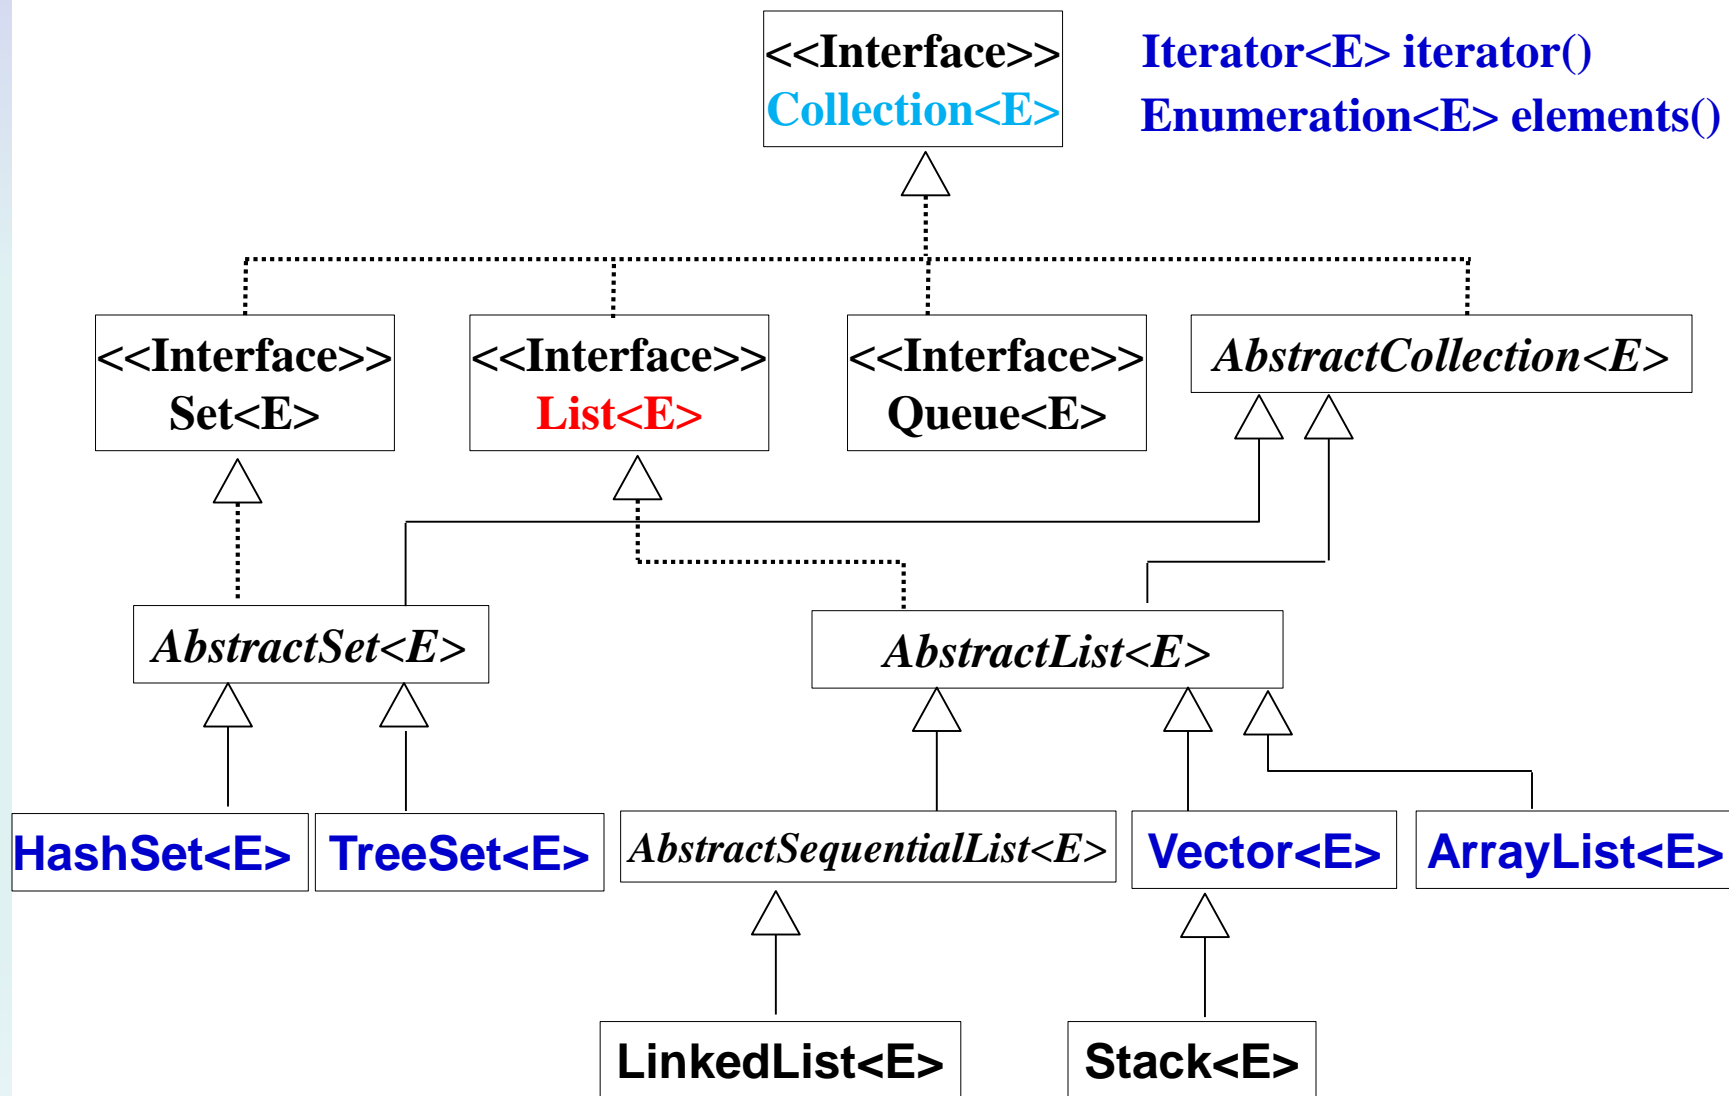 <<Interface>>
Collection<E>
Iterator<E> iterator()
Enumeration<E> elements()
<<Interface>>
Set<E>
<<Interface>>
List<E>
<<Interface>>
Queue<E>
AbstractCollection<E>
AbstractSet<E>
AbstractList<E>
HashSet<E>
TreeSet<E>
AbstractSequentialList<E>
Vector<E>
ArrayList<E>
LinkedList<E>
Stack<E>